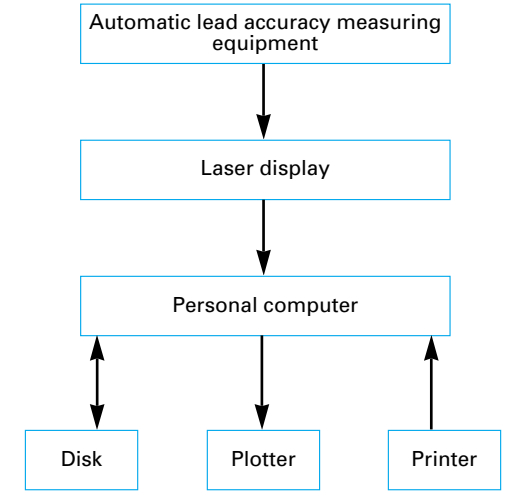 Automatic lead accuracy measuring
equipment
Laser display
Personal computer
Disk
Plotter
Printer